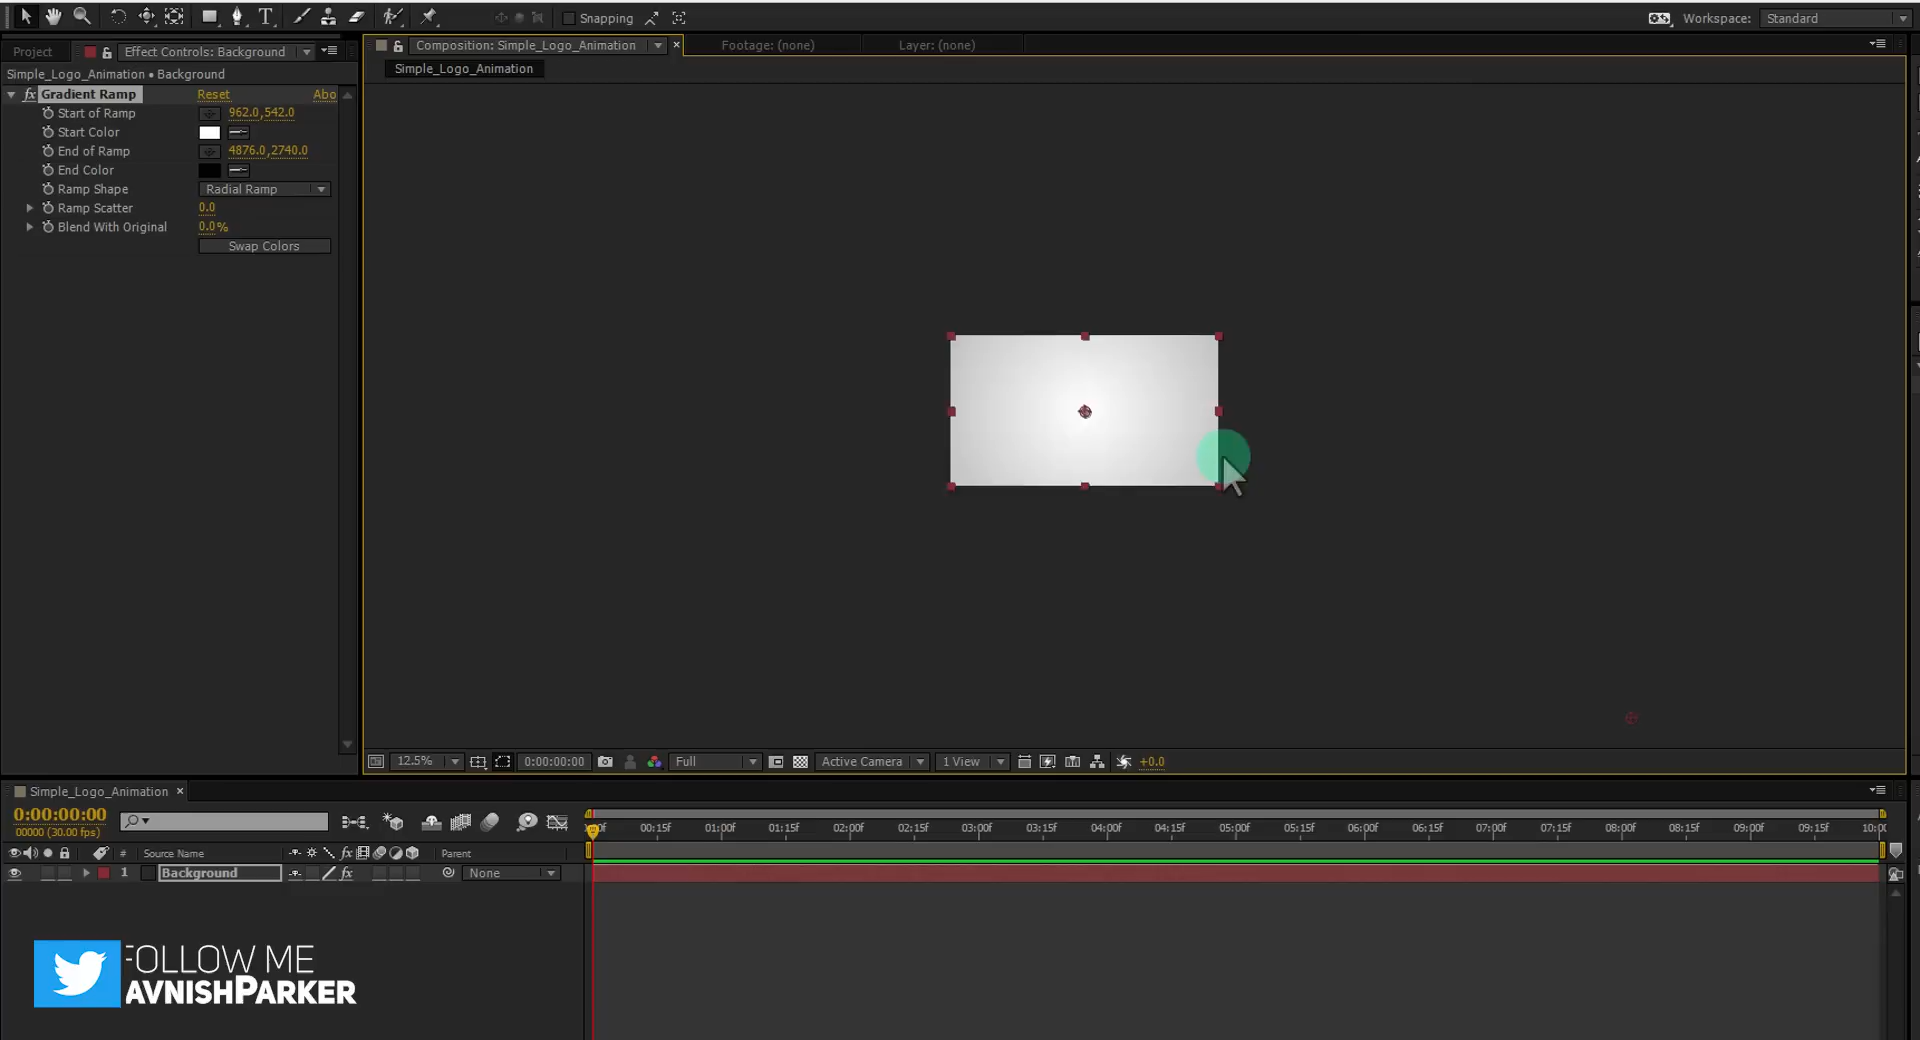 Snapping
Workspace: Standard
Project
Effect Controls: Background
Composition: Simple_Logo_Animation
Footage: (none)
Layer: (none)
Simple_Logo_Animation • Background
Simple_Logo_Animation
fx Gradient Ramp Reset Abo
Start of Ramp 962.0,542.0
Start Color
End of Ramp 4876.0,2740.0
End Color
Ramp Shape Radial Ramp
Ramp Scatter 0.0
Blend With Original 0.0%
Swap Colors
12.5% 0:00:00:00 Full Active Camera 1 View +0.0
Simple_Logo_Animation
0:00:00:00
00000 (30.00 fps)
00:15f 01:00f 01:15f 02:00f 02:15f 03:00f 03:15f 04:00f 04:15f 05:00f 05:15f 06:00f 06:15f 07:00f 07:15f 08:00f 08:15f 09:00f 09:15f 10:00
# Source Name fx Parent
1 Background fx None
FOLLOW ME
AVNISHPARKER